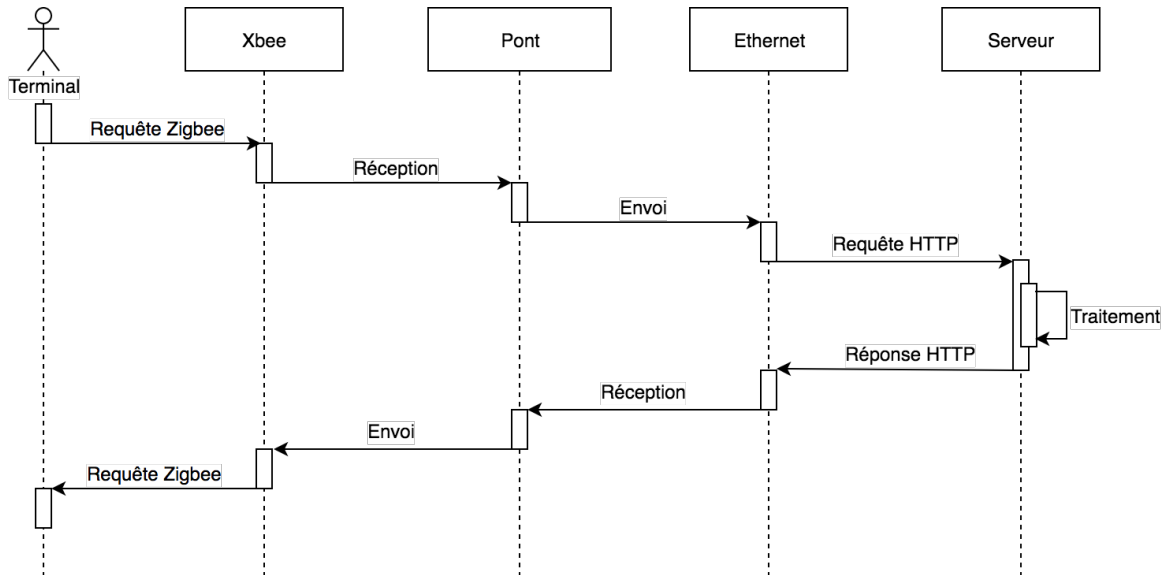 Xbee
Pont
Ethernet
Serveur
Terminal
Requête Zigbee
Réception
Envoi
Requête HTTP
Traitement
Réponse HTTP
Réception
Envoi
Requête Zigbee